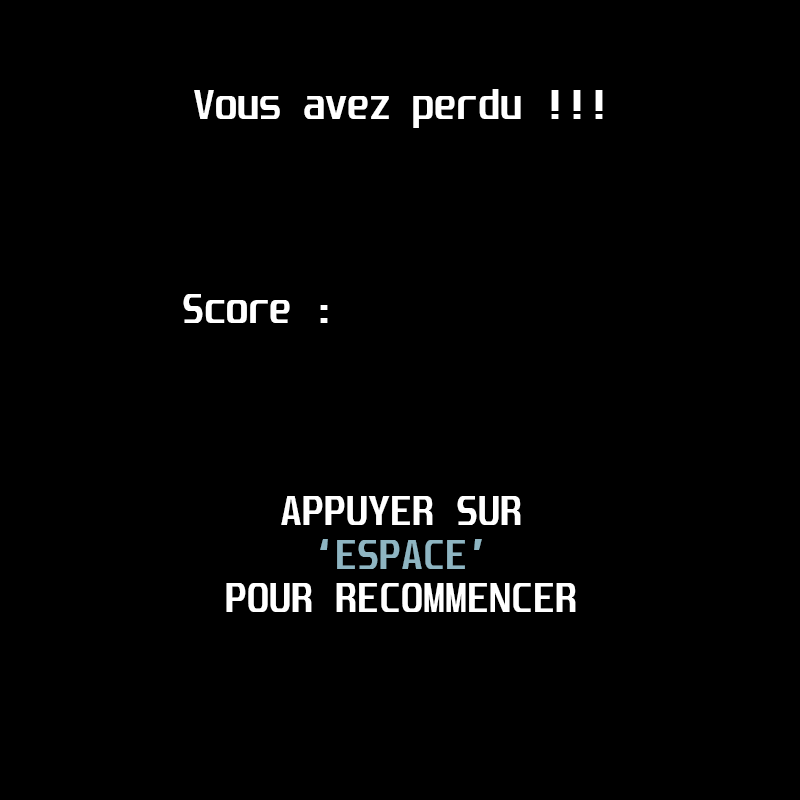 Vous avez perdu !!!
Score :
APPUYER SUR
‘ESPACE’
POUR RECOMMENCER